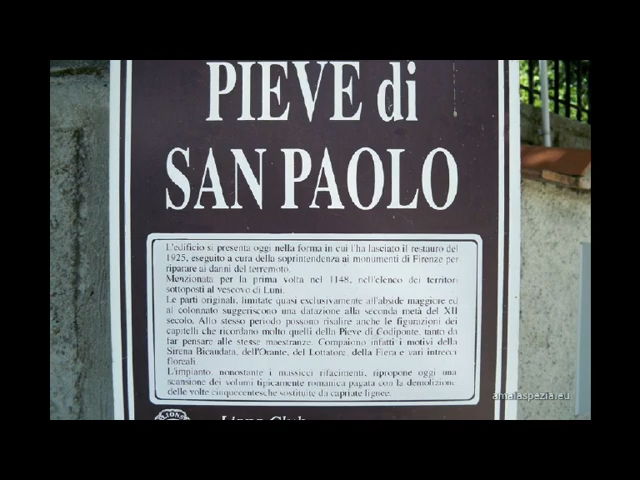 PIEVE di
SAN PAOLO
L'edificio si presenta oggi nella forma in cui l'ha lasciato il restauro del
1925, eseguito a cura della soprintendenza ai monumenti di Firenze per
riparare ai danni del terremoto.
Menzionata per la prima volta nel 1148, nell'elenco dei territori
sottoposti al vescovo di Luni.
Le parti originali, limitate quasi esclusivamente all'abside maggiore ed
al colonnato suggeriscono una datazione alla seconda metà del XII
secolo. Allo stesso periodo possono risalire anche le figurazioni dei
capitelli che ricordano molto quelli della Pieve di Codiponte, tanto da
far pensare alle stesse maestranze. Compaiono infatti i motivi della
Sirena Bicaudata, dell'Orante, del Lottatore, della Fiera e vari intrecci
floreali.
L'impianto, nonostante i massicci rifacimenti, ripropone oggi una
scansione dei volumi tipicamente romanica pagata con la demolizione
delle volte cinquecentesche sostituite da capriate lignee.
LIONS
Lions Club
amalaspezia.eu